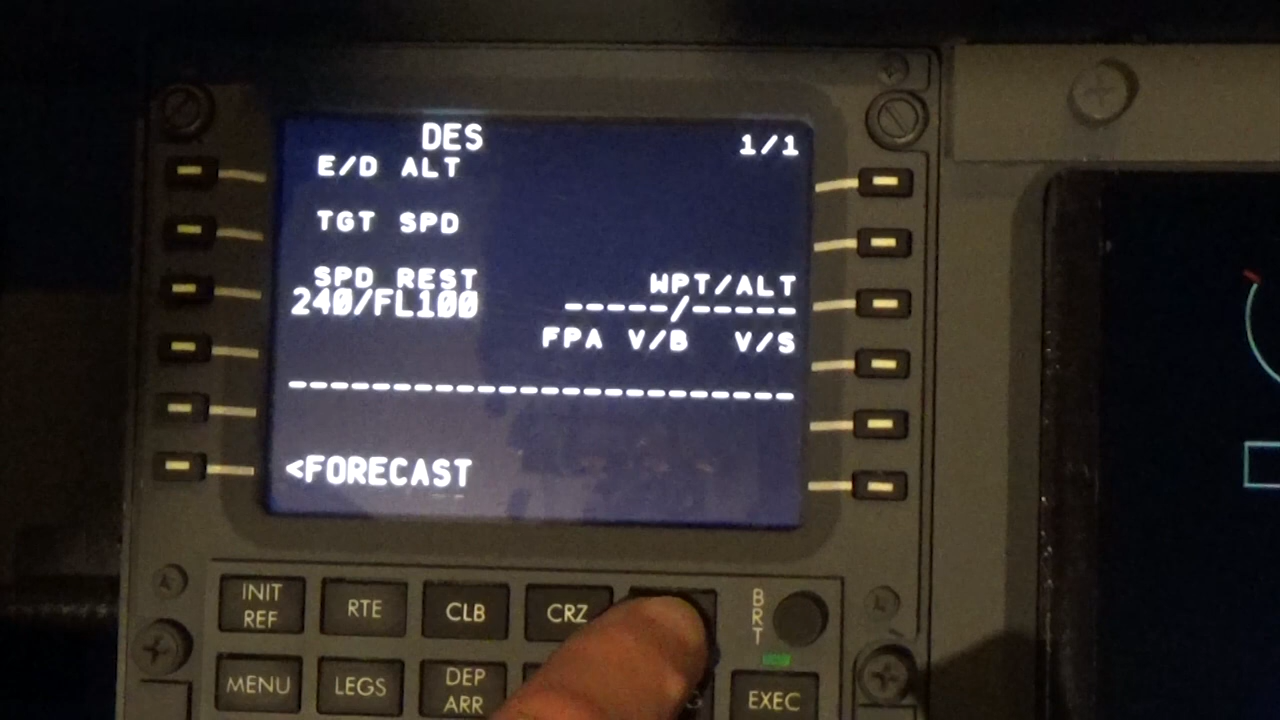 DES 1/1
E/D ALT
TGT SPD
SPD REST WPT/ALT
240/FL100 -----/-----
FPA V/B V/S
------------------------
<FORECAST
INIT REF RTE CLB CRZ BRT
MENU LEGS DEP ARR EXEC